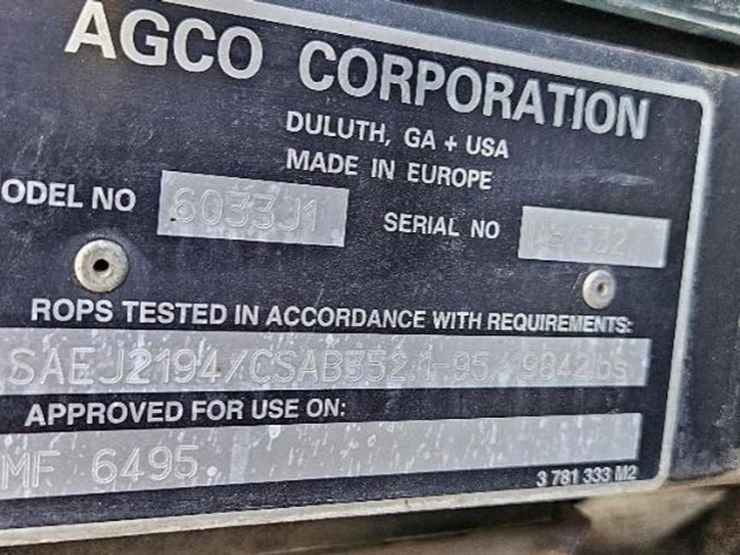 AGCO CORPORATION
DULUTH, GA + USA
MADE IN EUROPE
ODEL NO 6033J1 SERIAL NO
ROPS TESTED IN ACCORDANCE WITH REQUIREMENTS:
SAEJ2194/CSAB352.1-95 9842lbs
APPROVED FOR USE ON:
MF 6495.
3 781 333 M2